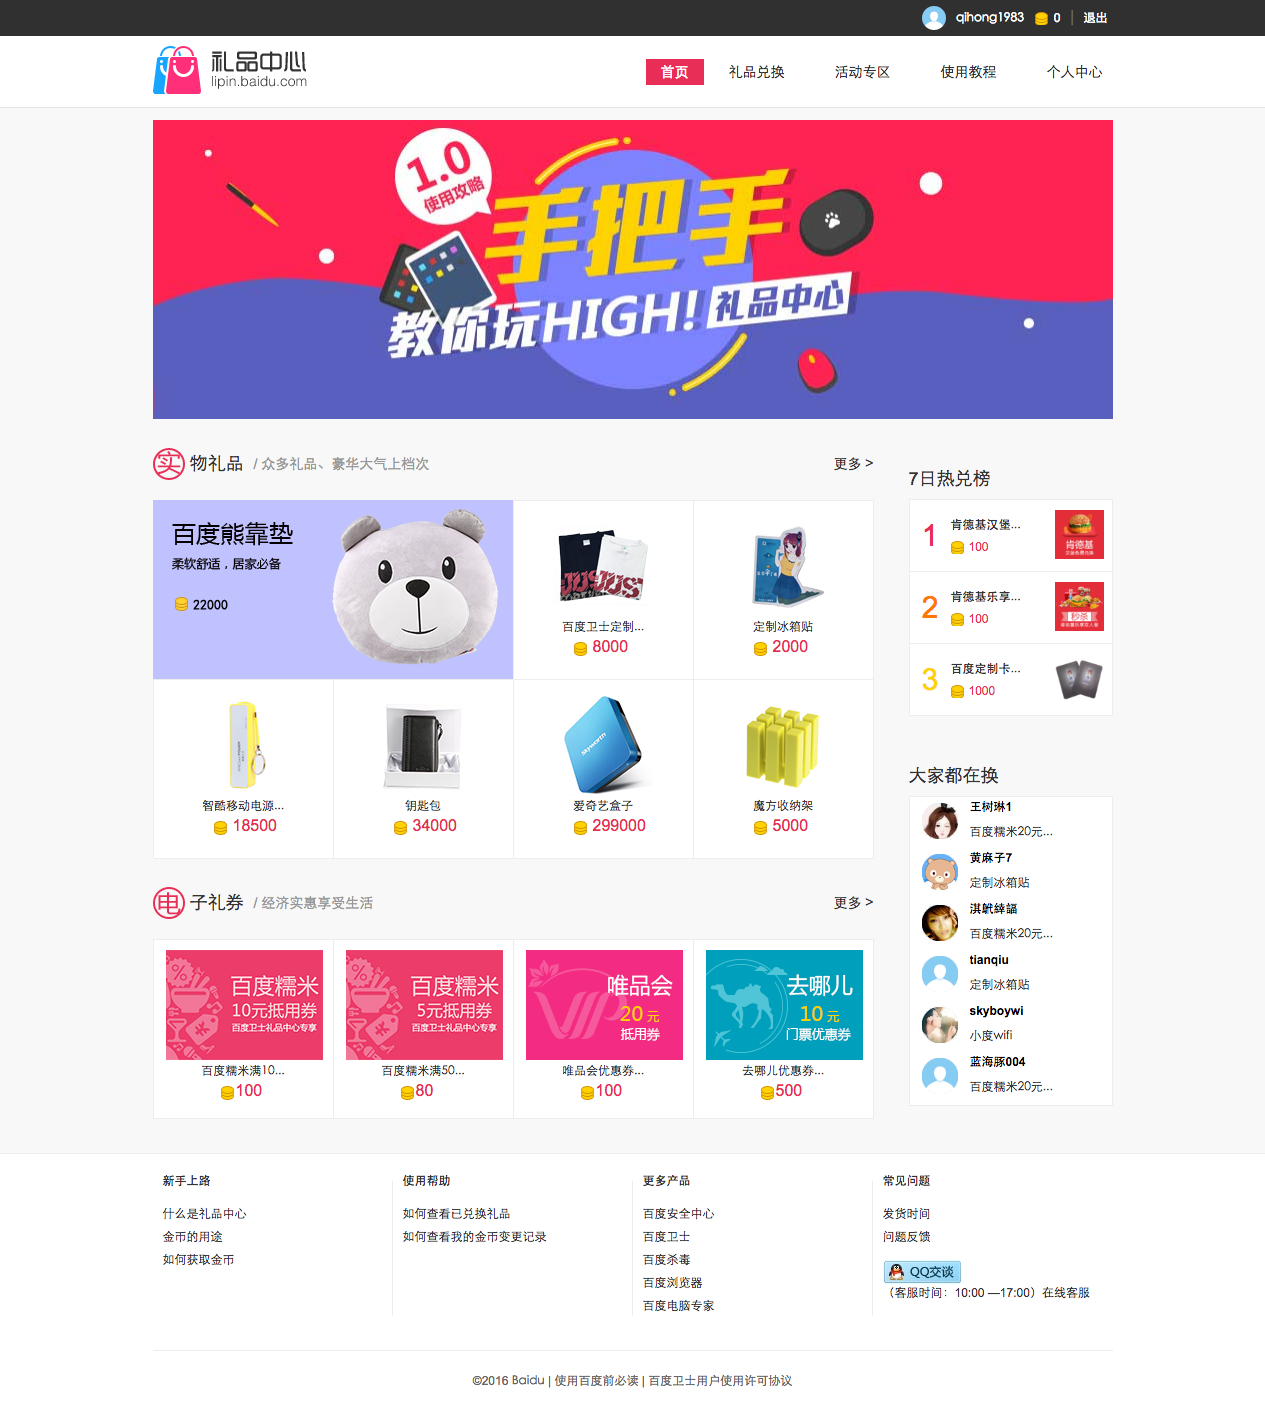 qihong1983 0 | 退出
礼品中心
lipin.baidu.com
首页 礼品兑换 活动专区 使用教程 个人中心
1.0
使用攻略
手把手
教你玩HIGH!礼品中心
实物礼品 / 众多礼品、豪华大气上档次 更多 >
百度熊靠垫
柔软舒适，居家必备
22000
百度卫士定制...
8000
定制冰箱贴
2000
skyworth
智酷移动电源...
18500
钥匙包
34000
爱奇艺盒子
299000
魔方收纳架
5000
7日热兑榜
1 肯德基汉堡...
100
肯德基
2 肯德基乐享...
100
秒杀
3 百度定制卡...
1000
大家都在换
王树琳1
百度糯米20元...
黄麻子7
定制冰箱贴
百度糯米20元...
tianqiu
定制冰箱贴
skyboywi
小度wifi
蓝海豚004
百度糯米20元...
电子礼券 / 经济实惠享受生活 更多 >
百度糯米
10元抵用券
百度卫士礼品中心专享
百度糯米满10...
100
百度糯米
5元抵用券
百度卫士礼品中心专享
百度糯米满50...
80
唯品会
20 元
抵用券
唯品会优惠券...
100
去哪儿
10 元
门票优惠券
去哪儿优惠券...
500
新手上路
什么是礼品中心
金币的用途
如何获取金币
使用帮助
如何查看已兑换礼品
如何查看我的金币变更记录
更多产品
百度安全中心
百度卫士
百度杀毒
百度浏览器
百度电脑专家
常见问题
发货时间
问题反馈
QQ交谈
（客服时间：10:00 —17:00）在线客服
©2016 Baidu | 使用百度前必读 | 百度卫士用户使用许可协议